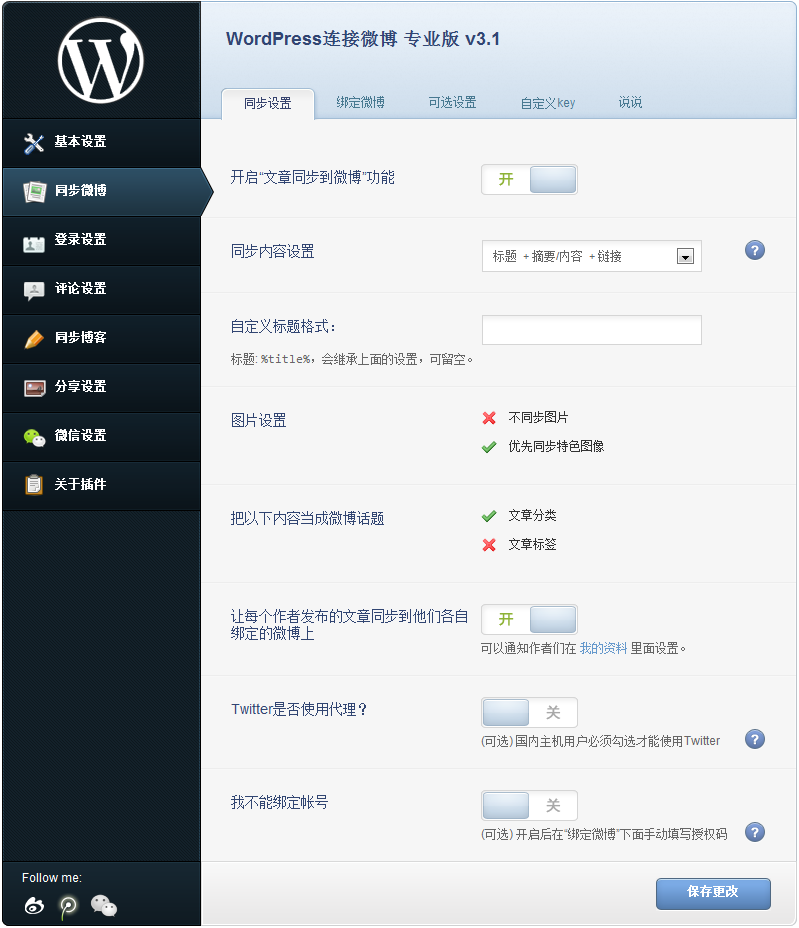 WordPress连接微博 专业版 v3.1
同步设置 绑定微博 可选设置 自定义key 说说
基本设置
同步微博
登录设置
评论设置
同步博客
分享设置
微信设置
关于插件
开启“文章同步到微博”功能 开
同步内容设置 标题 + 摘要/内容 + 链接 ?
自定义标题格式：
标题: %title%，会继承上面的设置，可留空。
图片设置 不同步图片
优先同步特色图像
把以下内容当成微博话题 文章分类
文章标签
让每个作者发布的文章同步到他们各自
绑定的微博上 开
可以通知作者们在 我的资料 里面设置。
Twitter是否使用代理？ 关
(可选) 国内主机用户必须勾选才能使用Twitter ?
我不能绑定帐号 关
(可选) 开启后在“绑定微博”下面手动填写授权码 ?
Follow me:
保存更改